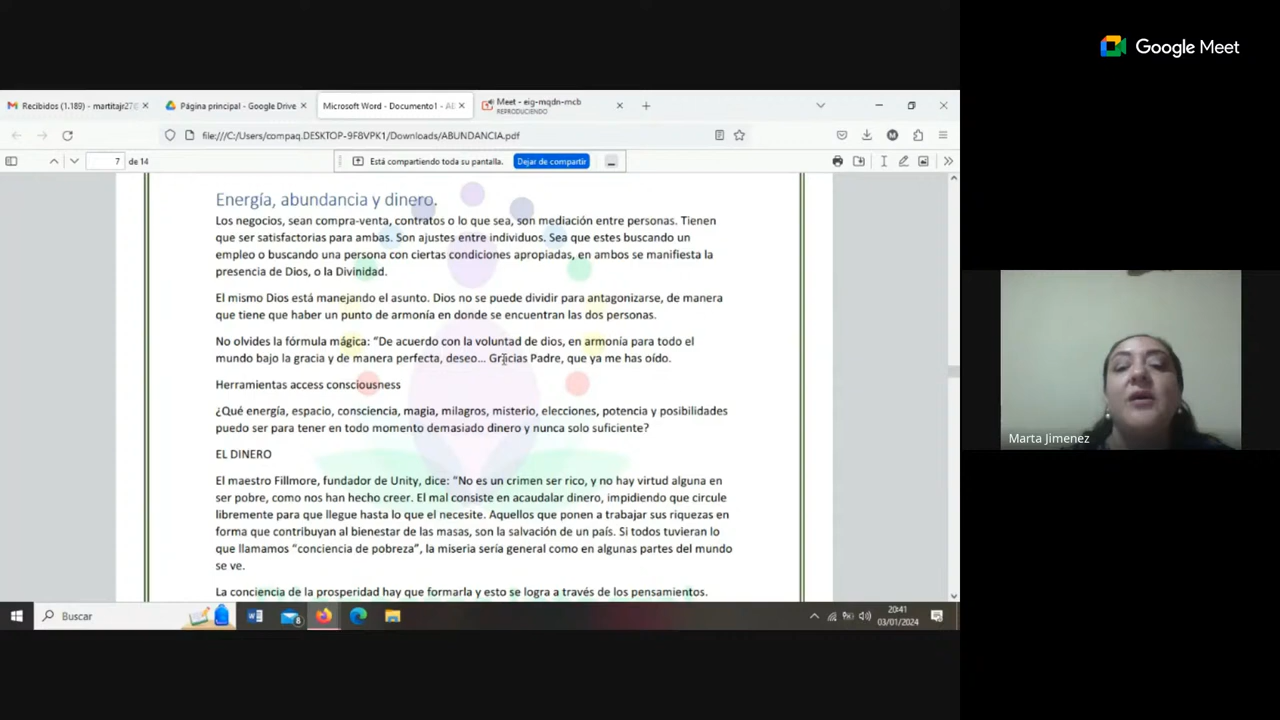 Google Meet
Recibidos (1.189) - martitajr27@
Página principal - Google Drive
Microsoft Word - Documento1 - AB
Meet - eig-mqdn-mcb
REPRODUCIENDO
file:///C:/Users/compaq.DESKTOP-9F8VPK1/Downloads/ABUNDANCIA.pdf
7 de 14
Está compartiendo toda su pantalla.
Dejar de compartir
Energía, abundancia y dinero.
Los negocios, sean compra-venta, contratos o lo que sea, son mediación entre personas. Tienen
que ser satisfactorias para ambas. Son ajustes entre individuos. Sea que estes buscando un
empleo o buscando una persona con ciertas condiciones apropiadas, en ambos se manifiesta la
presencia de Dios, o la Divinidad.
El mismo Dios está manejando el asunto. Dios no se puede dividir para antagonizarse, de manera
que tiene que haber un punto de armonía en donde se encuentran las dos personas.
No olvides la fórmula mágica: “De acuerdo con la voluntad de dios, en armonia para todo el
mundo bajo la gracia y de manera perfecta, deseo... Gracias Padre, que ya me has oído.
Herramientas access consciousness
¿Qué energía, espacio, consciencia, magia, milagros, misterio, elecciones, potencia y posibilidades
puedo ser para tener en todo momento demasiado dinero y nunca solo suficiente?
EL DINERO
El maestro Fillmore, fundador de Unity, dice: “No es un crimen ser rico, y no hay virtud alguna en
ser pobre, como nos han hecho creer. El mal consiste en acaudalar dinero, impidiendo que circule
libremente para que llegue hasta lo que el necesite. Aquellos que ponen a trabajar sus riquezas en
forma que contribuyan al bienestar de las masas, son la salvación de un país. Si todos tuvieran lo
que llamamos “conciencia de pobreza”, la miseria sería general como en algunas partes del mundo
se ve.
La conciencia de la prosperidad hay que formarla y esto se logra a través de los pensamientos.
Marta Jimenez
Buscar
20:41
03/01/2024